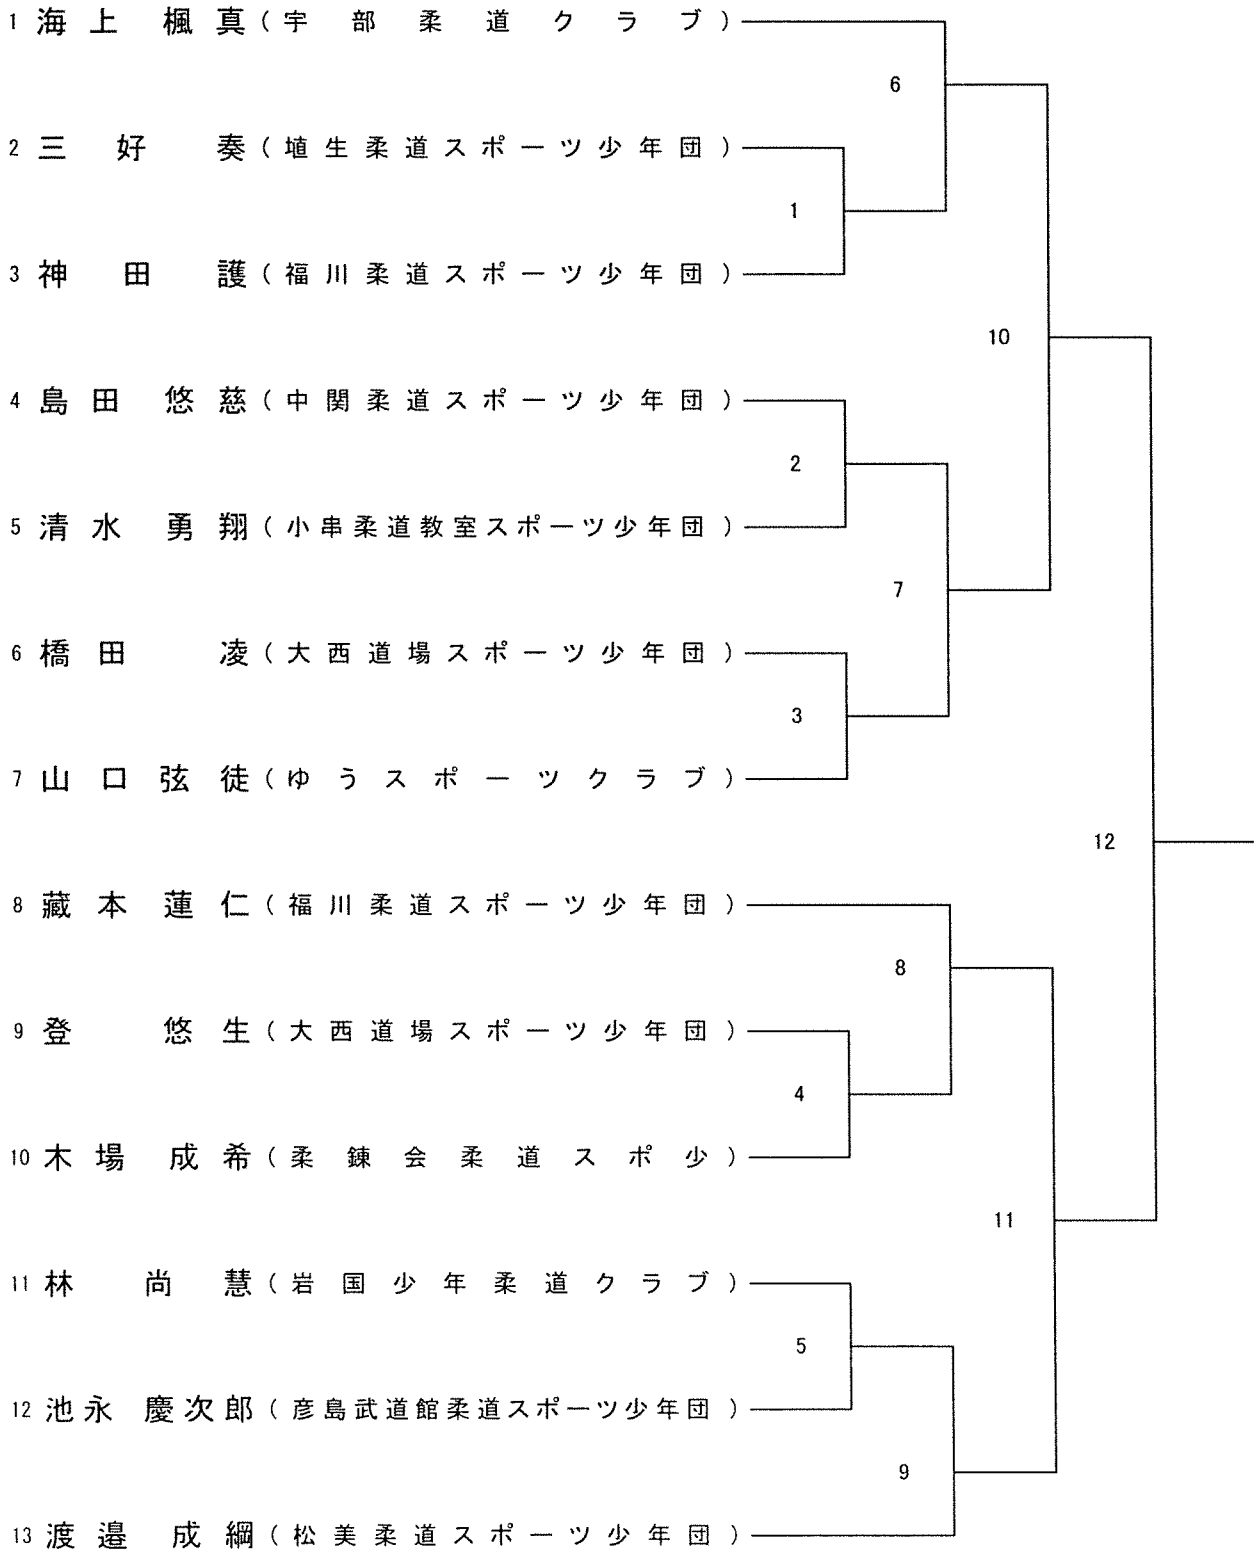 1 海上 楓真 (宇部柔道クラブ)
6
2 三好 奏 (埴生柔道スポーツ少年団)
1
3 神田 護 (福川柔道スポーツ少年団)
10
4 島田 悠慈 (中関柔道スポーツ少年団)
2
5 清水 勇翔 (小串柔道教室スポーツ少年団)
7
6 橋田 凌 (大西道場スポーツ少年団)
3
7 山口 弦徒 (ゆうスポーツクラブ)
12
8 藏本 蓮仁 (福川柔道スポーツ少年団)
8
9 登 悠生 (大西道場スポーツ少年団)
4
10 木場 成希 (柔錬会柔道スポ少)
11
11 林 尚慧 (岩国少年柔道クラブ)
5
12 池永 慶次郎 (彦島武道館柔道スポーツ少年団)
9
13 渡邉 成綱 (松美柔道スポーツ少年団)